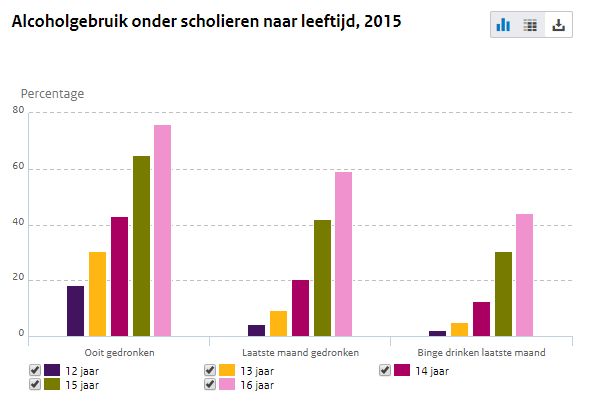 Alcoholgebruik onder scholieren naar leeftijd, 2015
Percentage
80
60
40
20
0
Ooit gedronken
Laatste maand gedronken
Binge drinken laatste maand
12 jaar
13 jaar
14 jaar
15 jaar
16 jaar